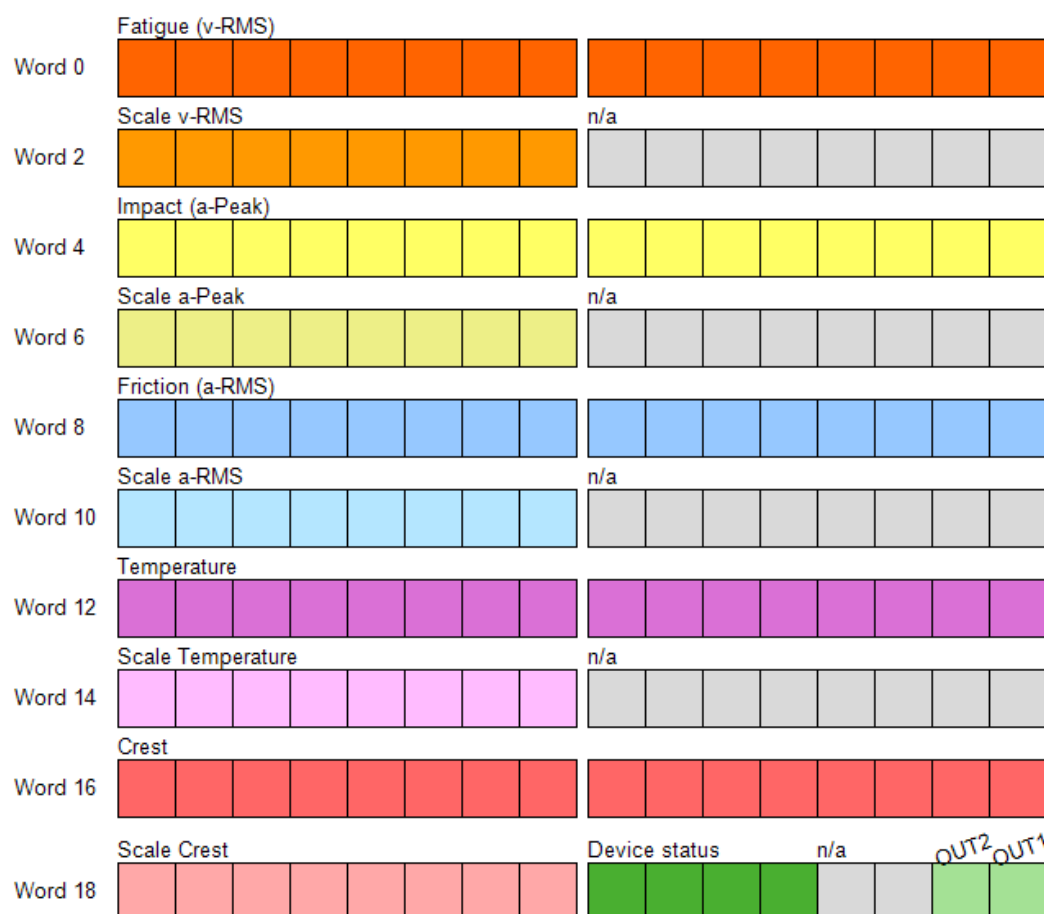 Fatigue (v-RMS)
Word 0
Scale v-RMS n/a
Word 2
Impact (a-Peak)
Word 4
Scale a-Peak n/a
Word 6
Friction (a-RMS)
Word 8
Scale a-RMS n/a
Word 10
Temperature
Word 12
Scale Temperature n/a
Word 14
Crest
Word 16
Scale Crest Device status n/a OUT2 OUT1
Word 18